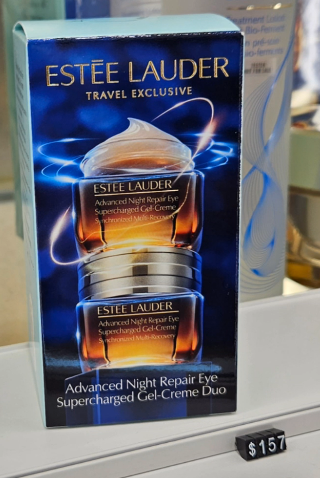 ESTĒE LAUDER
TRAVEL EXCLUSIVE
ESTĒE LAUDER
Advanced Night Repair Eye
Supercharged Gel-Creme
Synchronized Multi-Recovery
ESTĒE LAUDER
Advanced Night Repair Eye
Supercharged Gel-Creme
Synchronized Multi-Recovery
Advanced Night Repair Eye
Supercharged Gel-Creme Duo
$157